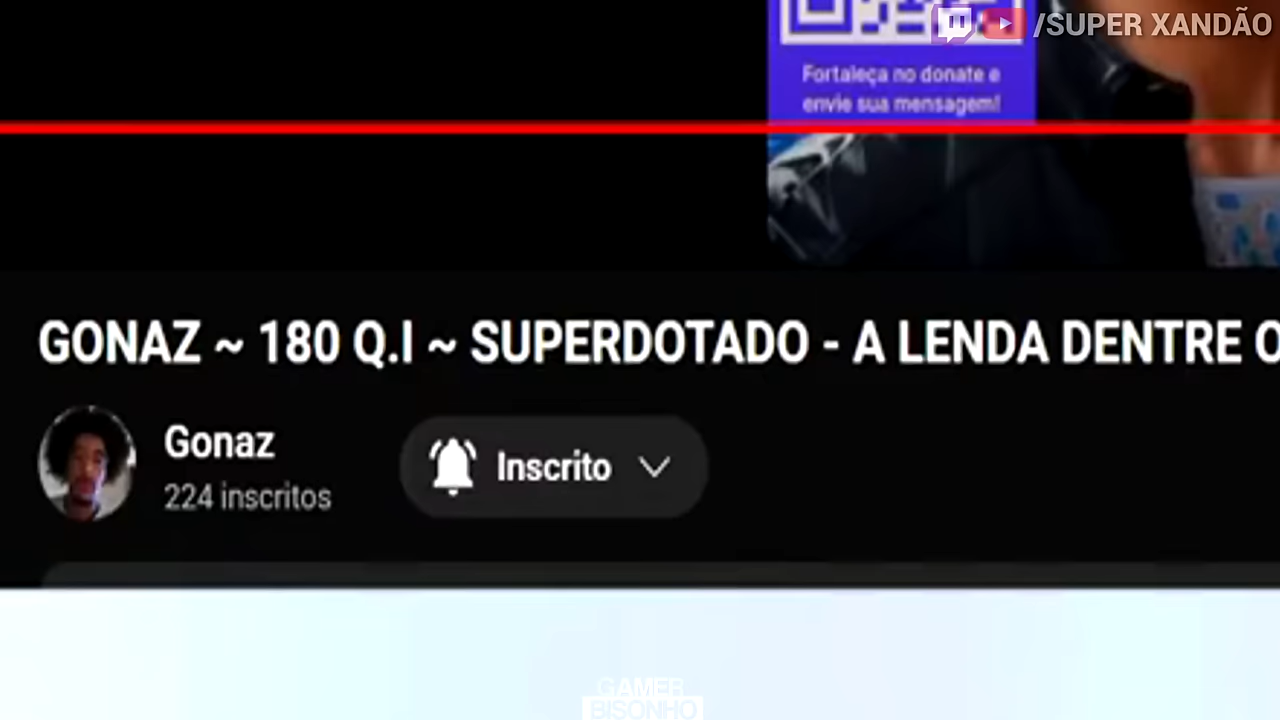 /SUPER XANDÃO
Fortaleça no donate e
envie sua mensagem!
GONAZ ~ 180 Q.I ~ SUPERDOTADO - A LENDA DENTRE O
Gonaz
224 inscritos
Inscrito
GAMER
BISONHO